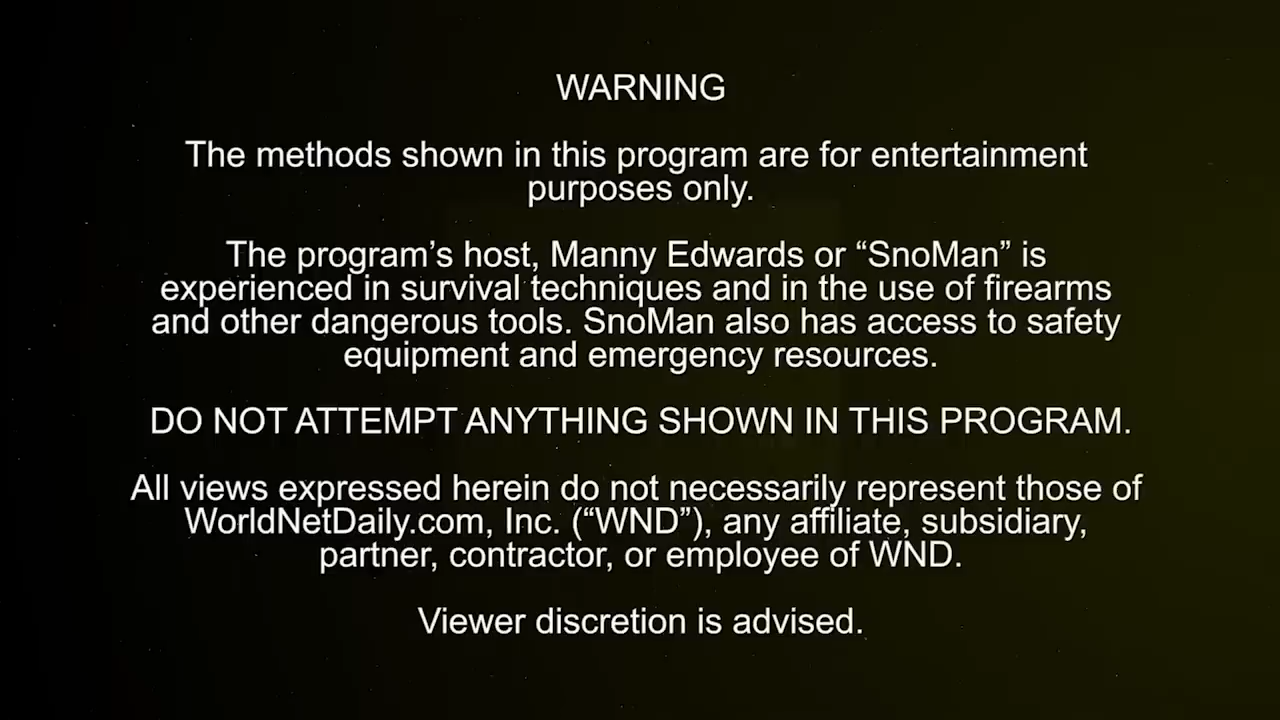 WARNING
The methods shown in this program are for entertainment
purposes only.
The program’s host, Manny Edwards or “SnoMan” is
experienced in survival techniques and in the use of firearms
and other dangerous tools. SnoMan also has access to safety
equipment and emergency resources.
DO NOT ATTEMPT ANYTHING SHOWN IN THIS PROGRAM.
All views expressed herein do not necessarily represent those of
WorldNetDaily.com, Inc. (“WND”), any affiliate, subsidiary,
partner, contractor, or employee of WND.
Viewer discretion is advised.